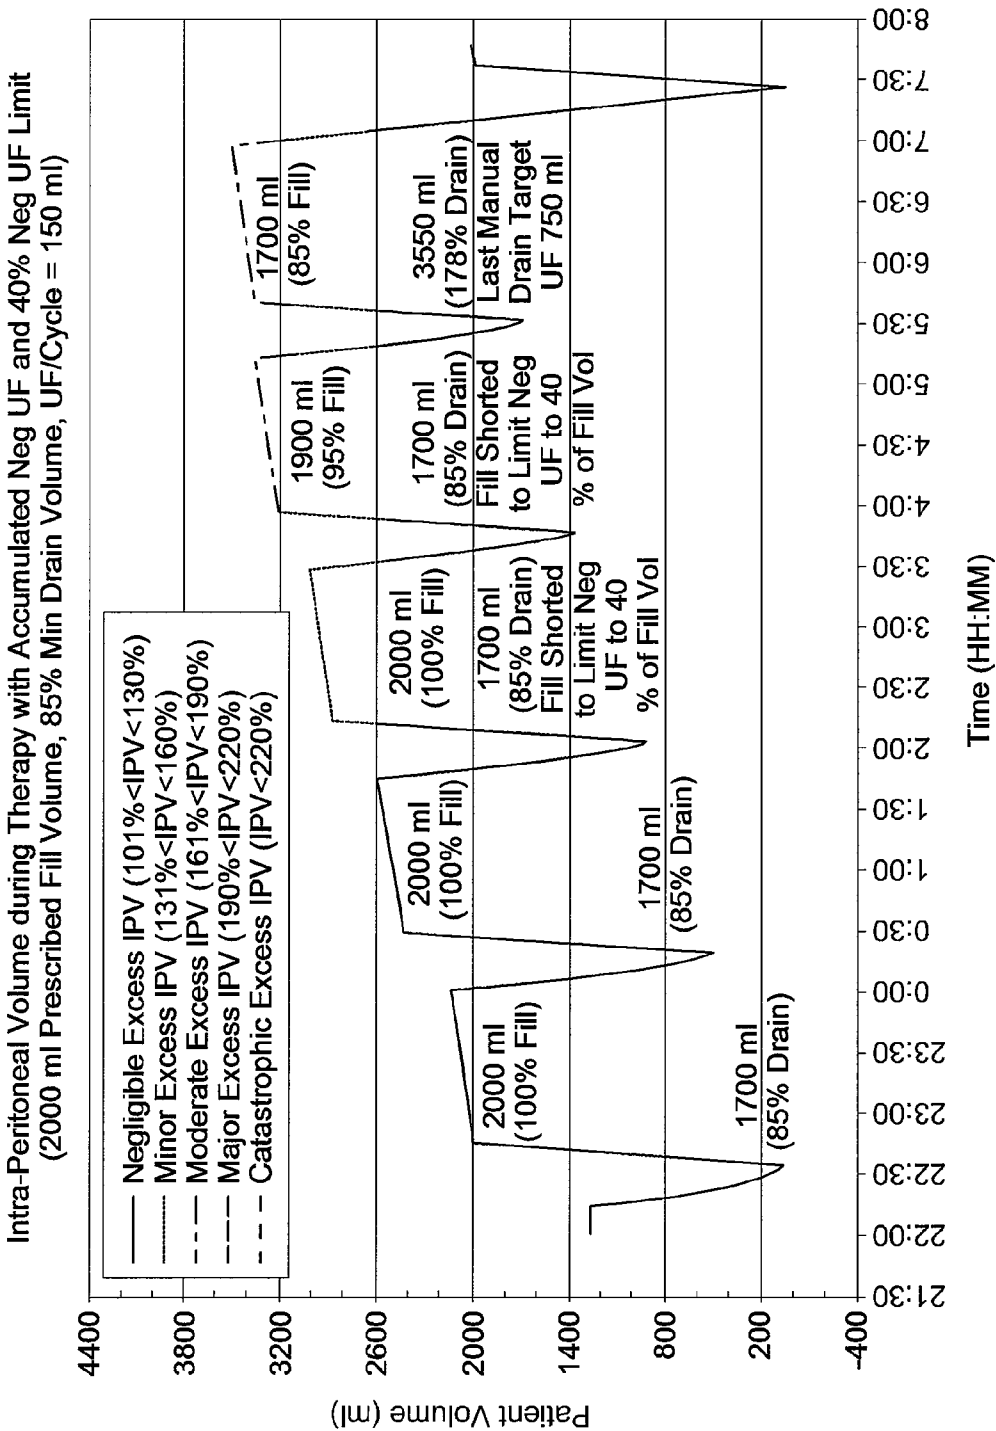 Intra-Peritoneal Volume during Therapy with Accumulated Neg UF and 40% Neg UF Limit
(2000 ml Prescribed Fill Volume, 85% Min Drain Volume, UF/Cycle = 150 ml)
Negligible Excess IPV (101%<IPV<130%)
Minor Excess IPV (131%<IPV<160%)
Moderate Excess IPV (161%<IPV<190%)
Major Excess IPV (190%<IPV<220%)
Catastrophic Excess IPV (IPV<220%)
Patient Volume (ml)
4400
3800
3200
2600
2000
1400
800
200
-400
2000 ml
(100% Fill)
1700 ml
(85% Drain)
2000 ml
(100% Fill)
1700 ml
(85% Drain)
2000 ml
(100% Fill)
1700 ml
(85% Drain)
Fill Shorted
to Limit Neg
UF to 40
% of Fill Vol
1900 ml
(95% Fill)
1700 ml
(85% Drain)
Fill Shorted
to Limit Neg
UF to 40
% of Fill Vol
1700 ml
(85% Fill)
3550 ml
(178% Drain)
Last Manual
Drain Target
UF 750 ml
21:30
22:00
22:30
23:00
23:30
0:00
0:30
1:00
1:30
2:00
2:30
3:00
3:30
4:00
4:30
5:00
5:30
6:00
6:30
7:00
7:30
8:00
Time (HH:MM)